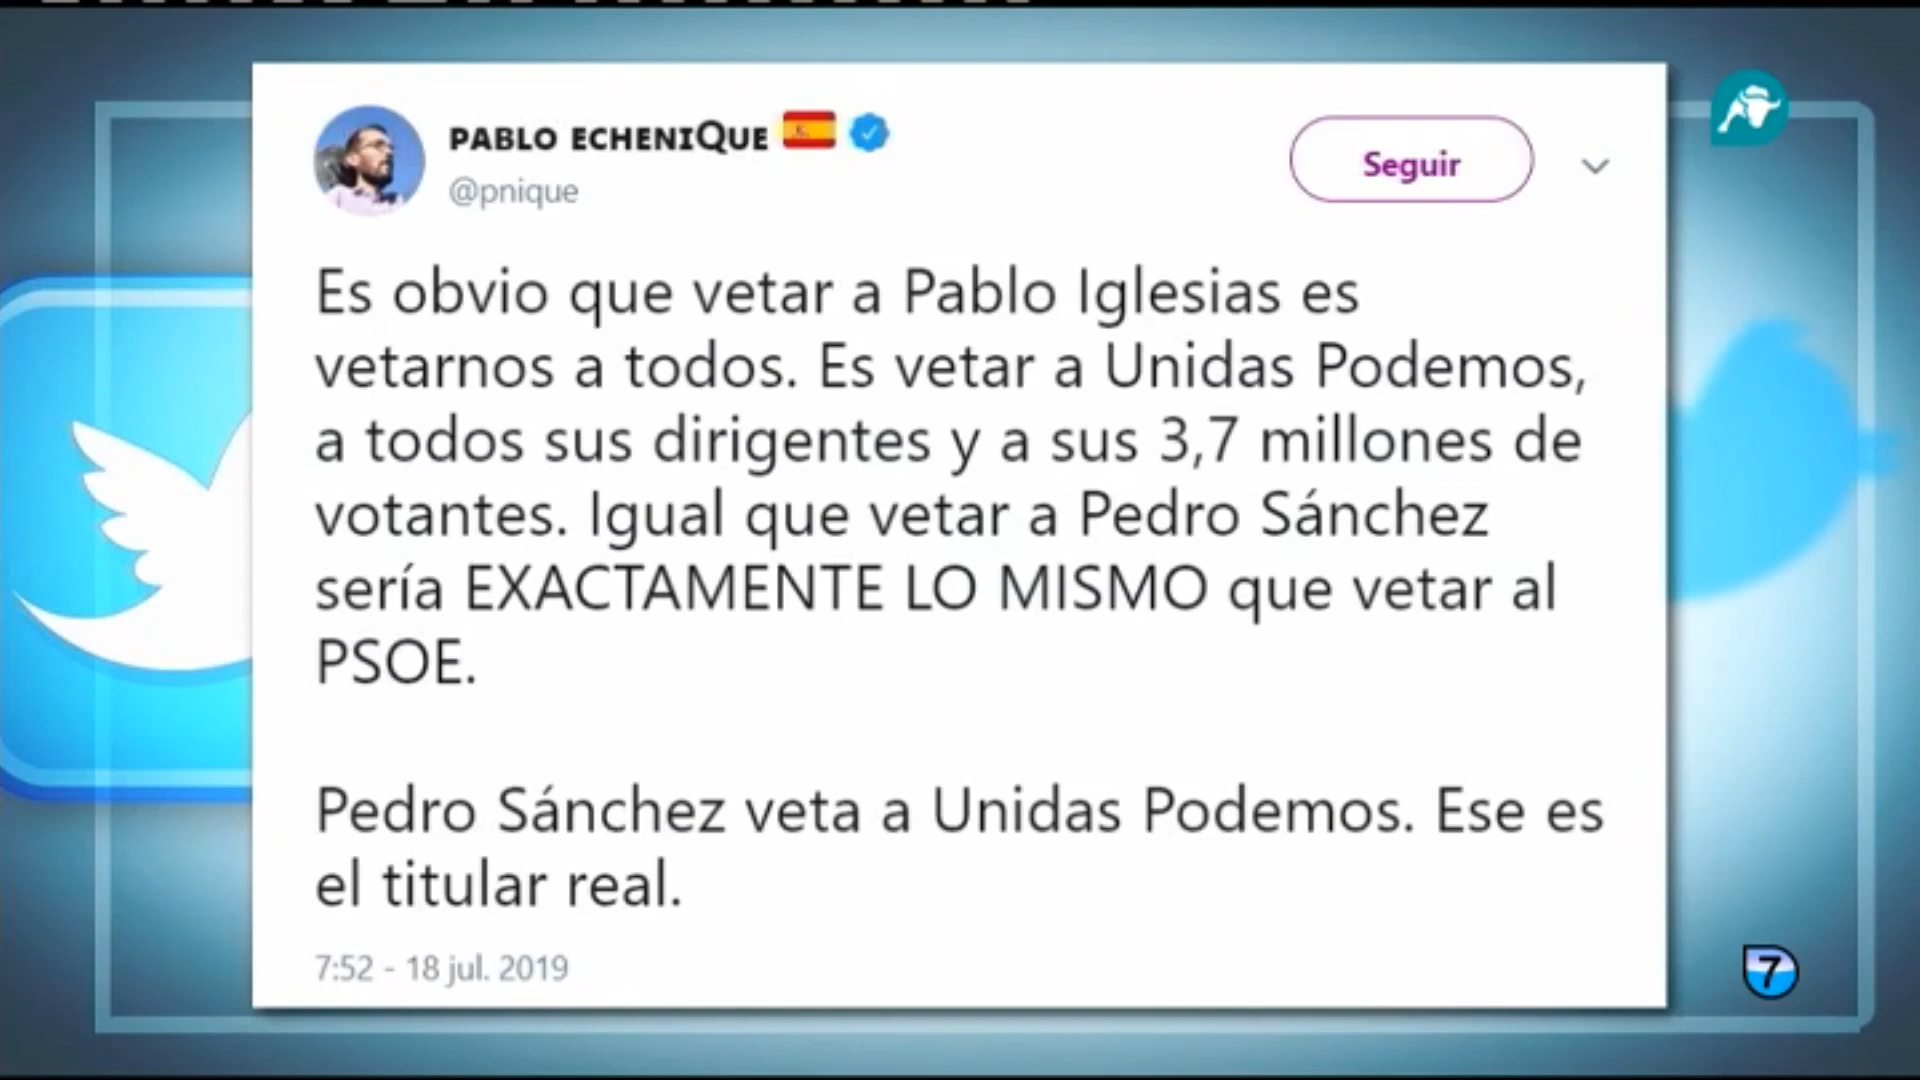 PABLO ECHENIQUE
@pnique
Seguir
Es obvio que vetar a Pablo Iglesias es
vetarnos a todos. Es vetar a Unidas Podemos,
a todos sus dirigentes y a sus 3,7 millones de
votantes. Igual que vetar a Pedro Sánchez
sería EXACTAMENTE LO MISMO que vetar al
PSOE.
Pedro Sánchez veta a Unidas Podemos. Ese es
el titular real.
7:52 - 18 jul. 2019
7